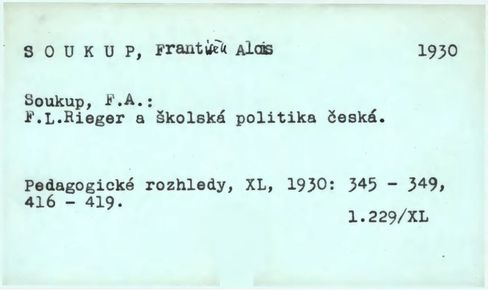 S O U K U P, František Alois 1930
Soukup, F.A.:
F.L.Rieger a školská politika česká.
Pedagogické rozhledy, XL, 1930: 345 - 349,
416 - 419.
1.229/XL